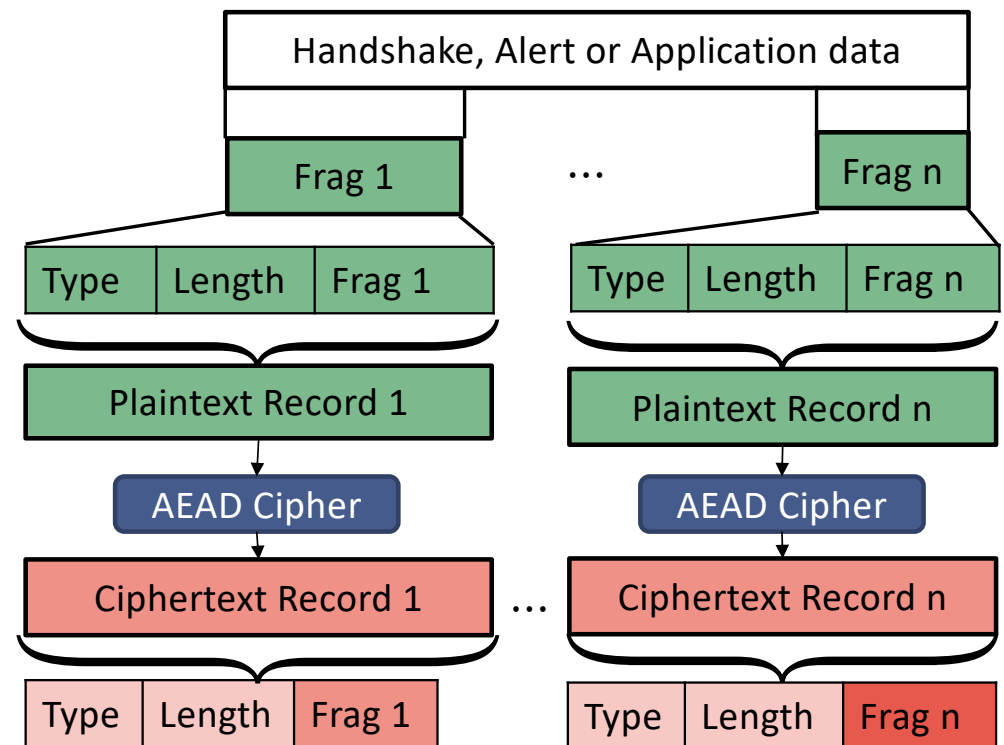 Handshake, Alert or Application data
Frag 1
...
Frag n
Type Length Frag 1
Type Length Frag n
Plaintext Record 1
Plaintext Record n
AEAD Cipher
AEAD Cipher
Ciphertext Record 1
...
Ciphertext Record n
Type Length Frag 1
Type Length Frag n